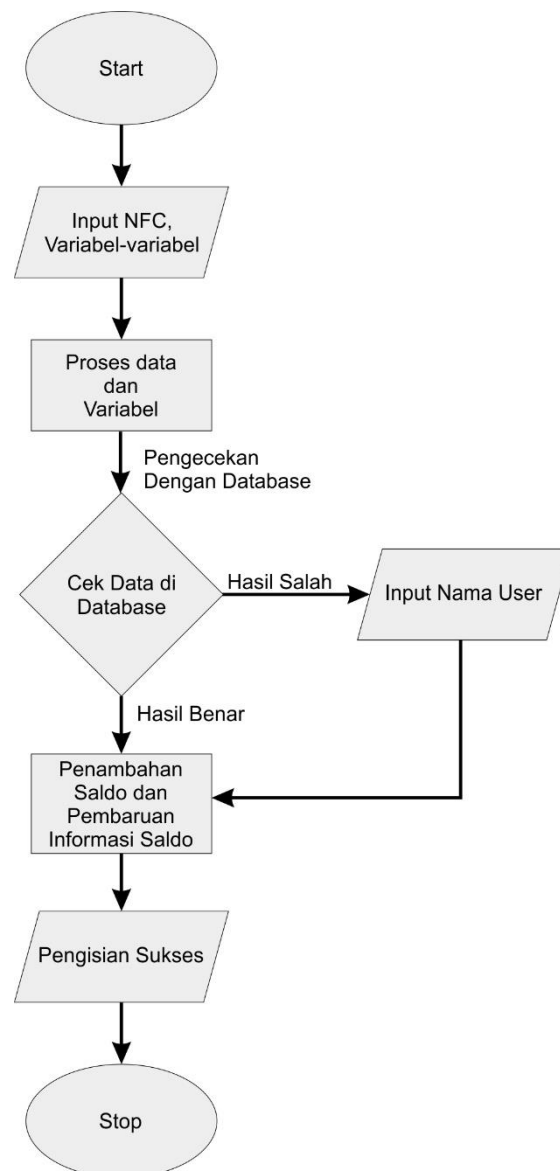 Start
Input NFC,
Variabel-variabel
Proses data
dan
Variabel
Pengecekan
Dengan Database
Cek Data di
Database
Hasil Salah
Input Nama User
Hasil Benar
Penambahan
Saldo dan
Pembaruan
Informasi Saldo
Pengisian Sukses
Stop